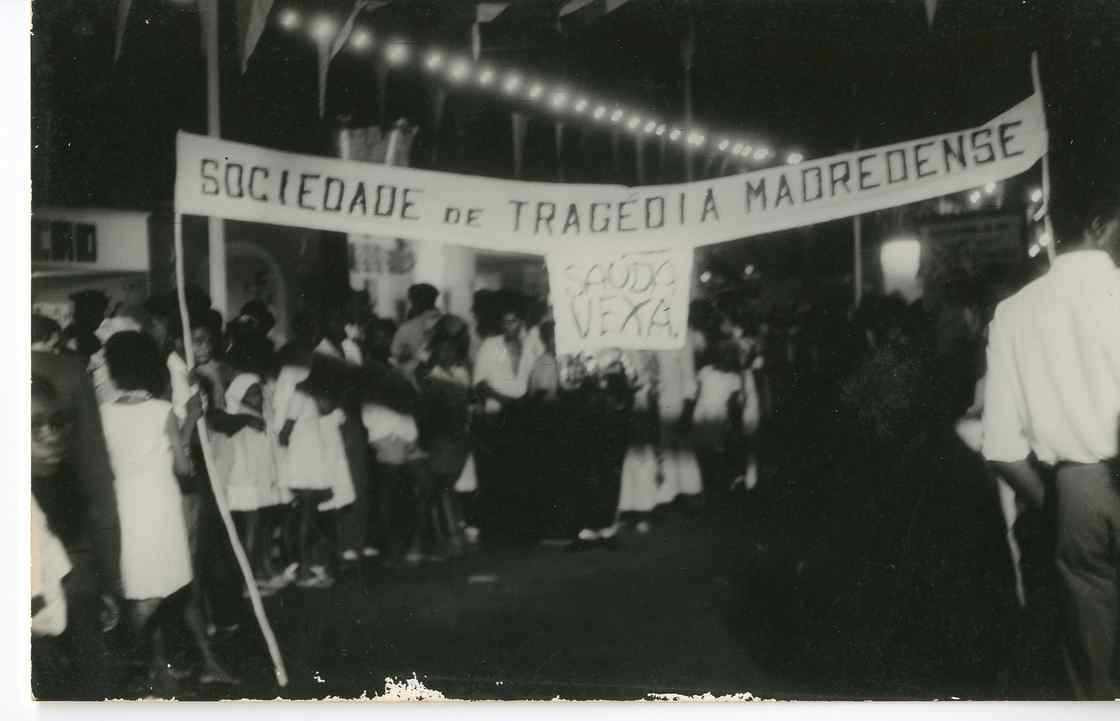 SOCIEDADE DE TRAGÉDIA MADREDENSE
SAÚDA
VEXA.